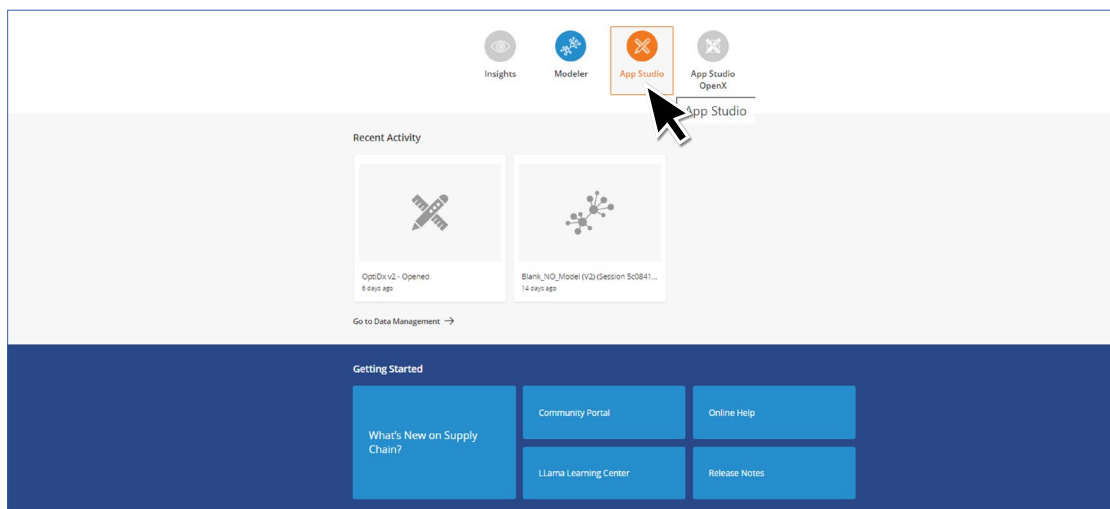 Insights
Modeler
App Studio
App Studio
OpenX
App Studio
Recent Activity
OptiDx v2 - Opened
6 days ago
Blank_NO_Model (V2) (Session 5c0841...
14 days ago
Go to Data Management →
Getting Started
What's New on Supply
Chain?
Community Portal
Online Help
LLama Learning Center
Release Notes